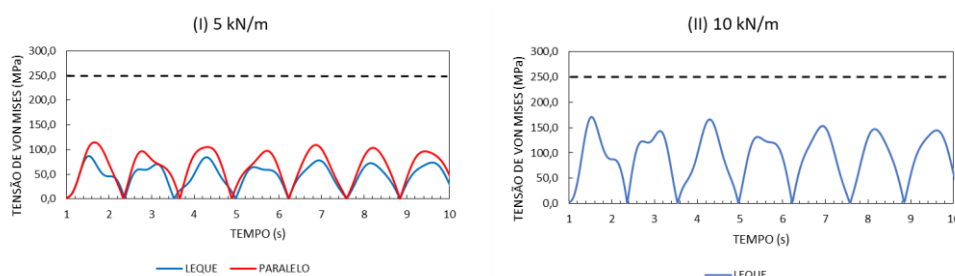 (I) 5 kN/m
TENSÃO DE VON MISES (MPa)
300,0
250,0
200,0
150,0
100,0
50,0
0,0
1 2 3 4 5 6 7 8 9 10
TEMPO (s)
LEQUE PARALELO
(II) 10 kN/m
TENSÃO DE VON MISES (MPa)
300,0
250,0
200,0
150,0
100,0
50,0
0,0
1 2 3 4 5 6 7 8 9 10
TEMPO (s)
LEQUE